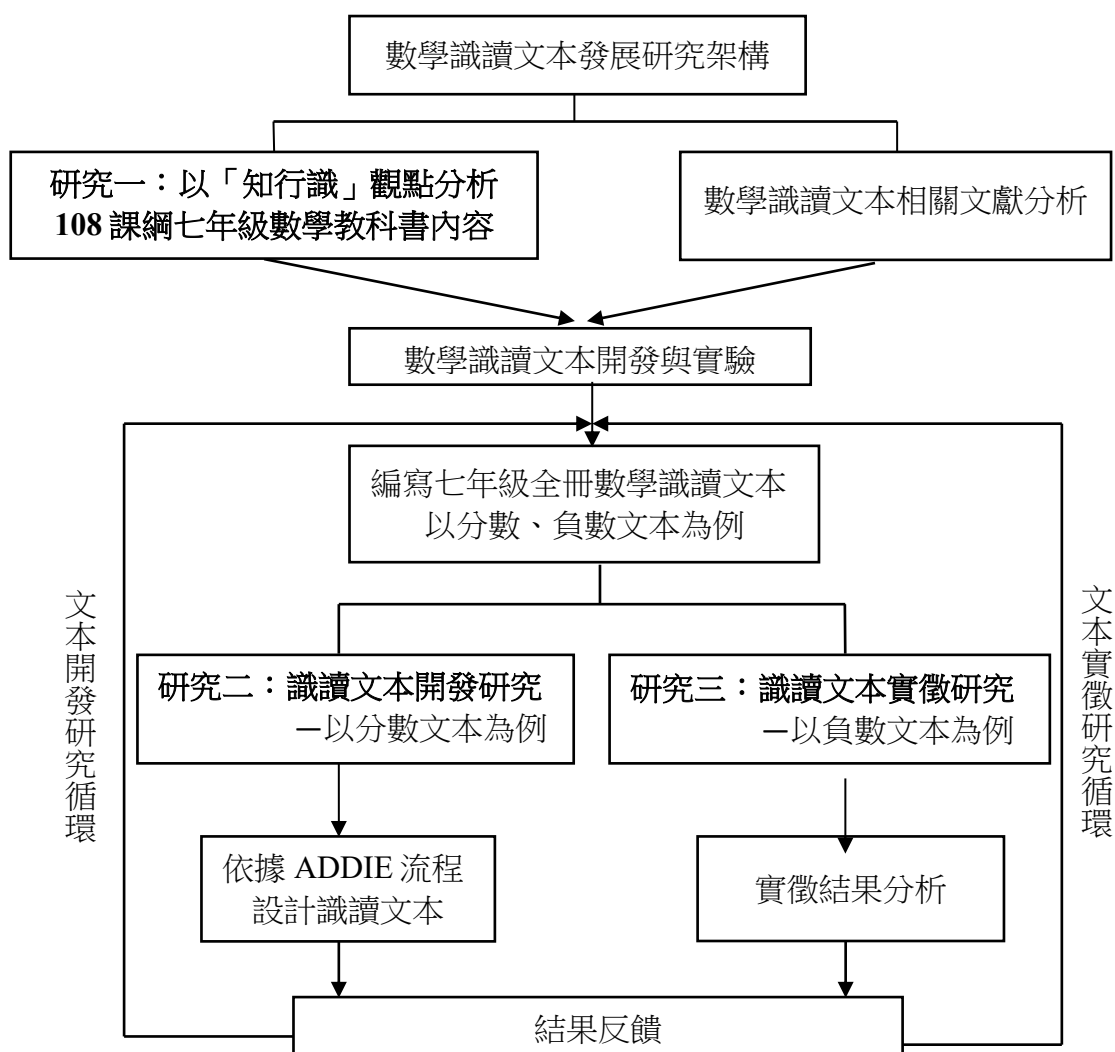 數學識讀文本發展研究架構
研究一：以「知行識」觀點分析
108 課綱七年級數學教科書內容
數學識讀文本相關文獻分析
數學識讀文本開發與實驗
編寫七年級全冊數學識讀文本
以分數、負數文本為例
文本開發研究循環
文本實徵研究循環
研究二：識讀文本開發研究
－以分數文本為例
研究三：識讀文本實徵研究
－以負數文本為例
依據 ADDIE 流程
設計識讀文本
實徵結果分析
結果反饋